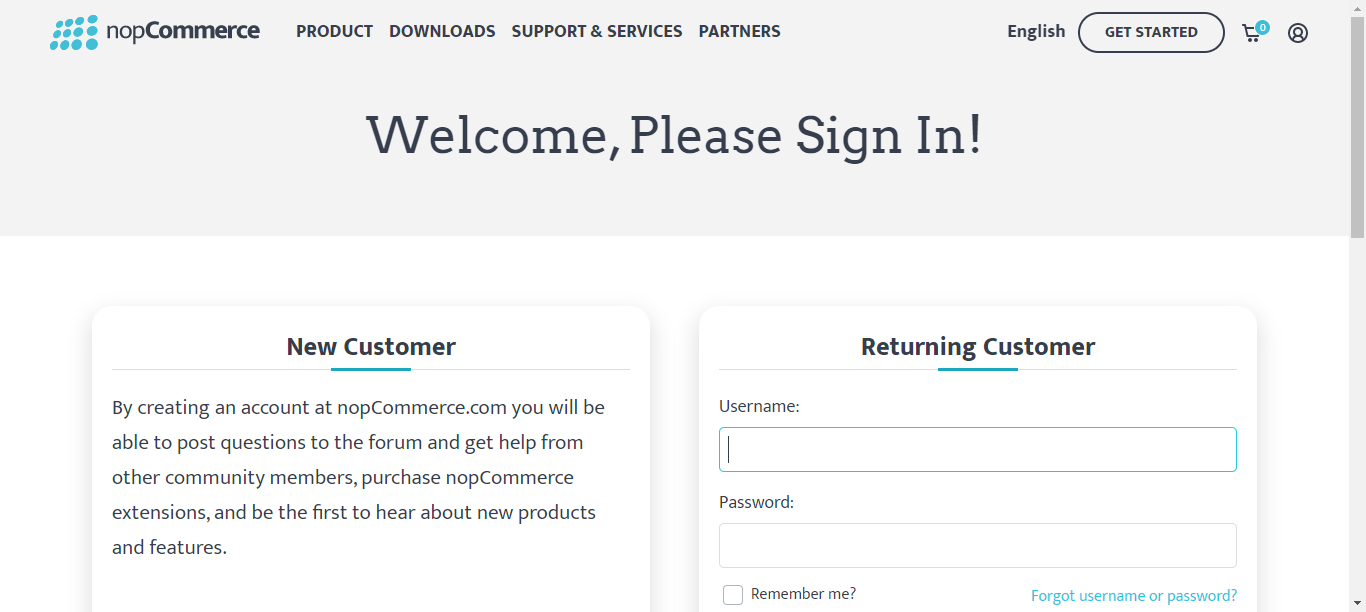 nopCommerce PRODUCT DOWNLOADS SUPPORT & SERVICES PARTNERS English GET STARTED 0
Welcome, Please Sign In!
New Customer
By creating an account at nopCommerce.com you will be
able to post questions to the forum and get help from
other community members, purchase nopCommerce
extensions, and be the first to hear about new products
and features.
Returning Customer
Username:
Password:
Remember me? Forgot username or password?